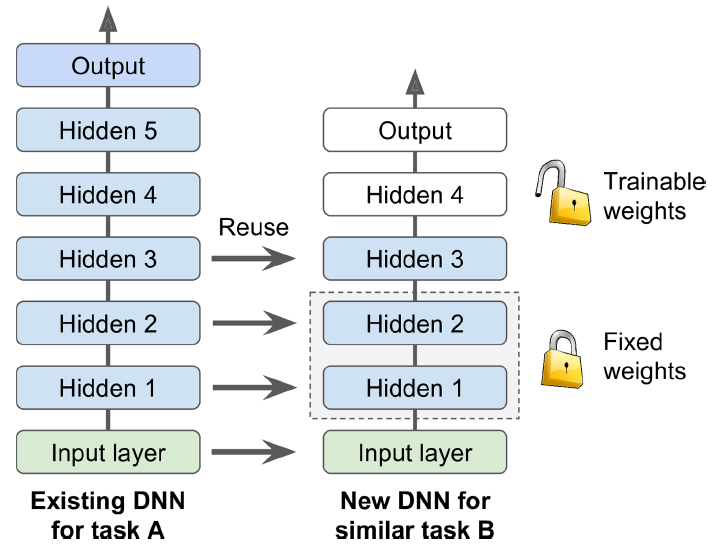 Output
Hidden 5
Hidden 4
Hidden 3
Hidden 2
Hidden 1
Input layer
Existing DNN
for task A
Reuse
Output
Hidden 4
Hidden 3
Hidden 2
Hidden 1
Input layer
New DNN for
similar task B
Trainable
weights
Fixed
weights